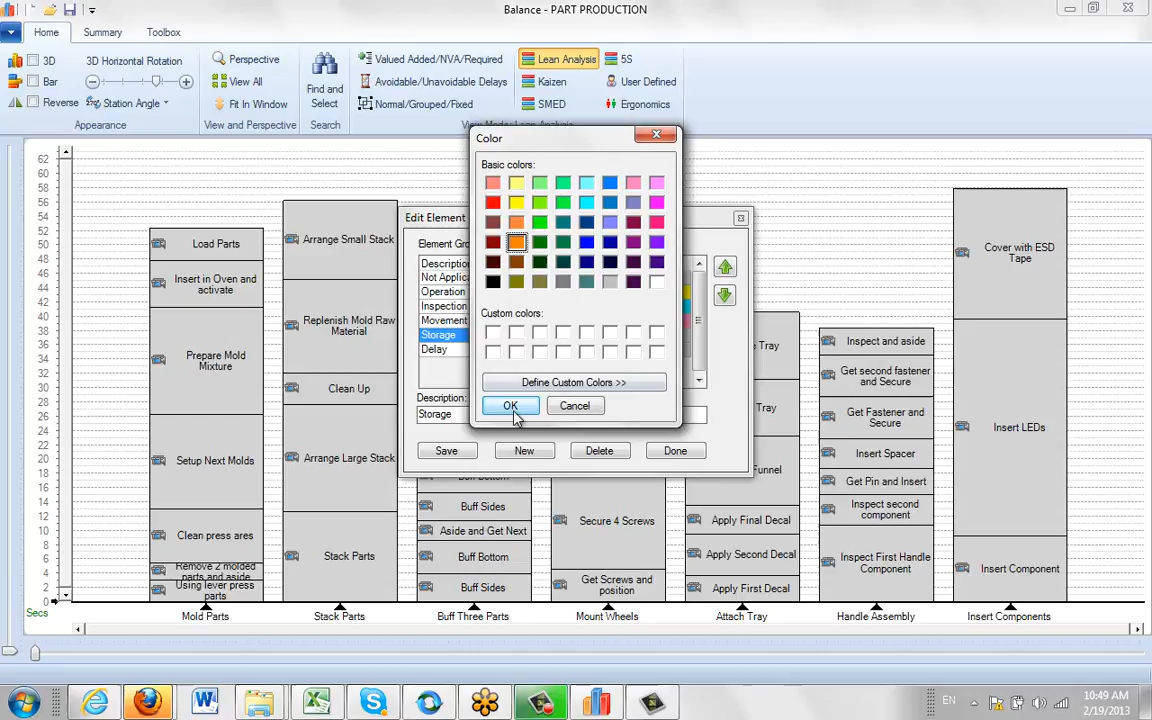 Balance - PART PRODUCTION
Home Summary Toolbox
3D 3D Horizontal Rotation Perspective Valued Added/NVA/Required Lean Analysis 5S
Bar View All Avoidable/Unavoidable Delays Kaizen User Defined
Reverse Station Angle Fit In Window Find and Select Normal/Grouped/Fixed SMED Ergonomics
Appearance View and Perspective Search View Mode: Lean Analysis
Color
Basic colors:
Custom colors:
Define Custom Colors >>
OK Cancel
Edit Element
Element Gro
Description
Not Applica
Operation
Inspection
Movement
Storage
Delay
Description:
Storage
Save New Delete Done
62
60
58
56
54
52
50
48
46
44
42
40
38
36
34
32
30
28
26
24
22
20
18
16
14
12
10
8
6
4
2
0
Secs
Load Parts
Insert in Oven and
activate
Prepare Mold
Mixture
Setup Next Molds
Clean press ares
Remove 2 molded
parts and aside
Using lever press
parts
Mold Parts
Arrange Small Stack
Replenish Mold Raw
Material
Clean Up
Arrange Large Stack
Stack Parts
Stack Parts
Buff Bottom
Buff Sides
Aside and Get Next
Buff Bottom
Buff Sides
Buff Three Parts
Secure 4 Screws
Get Screws and
position
Mount Wheels
Tray
Tray
unnel
Apply Final Decal
Apply Second Decal
Apply First Decal
Attach Tray
Inspect and aside
Get second fastener
and Secure
Get Fastener and
Secure
Insert Spacer
Get Pin and Insert
Inspect second
component
Inspect First Handle
Component
Handle Assembly
Cover with ESD
Tape
Insert LEDs
Insert Component
Insert Components
EN
10:49 AM
2/19/2013